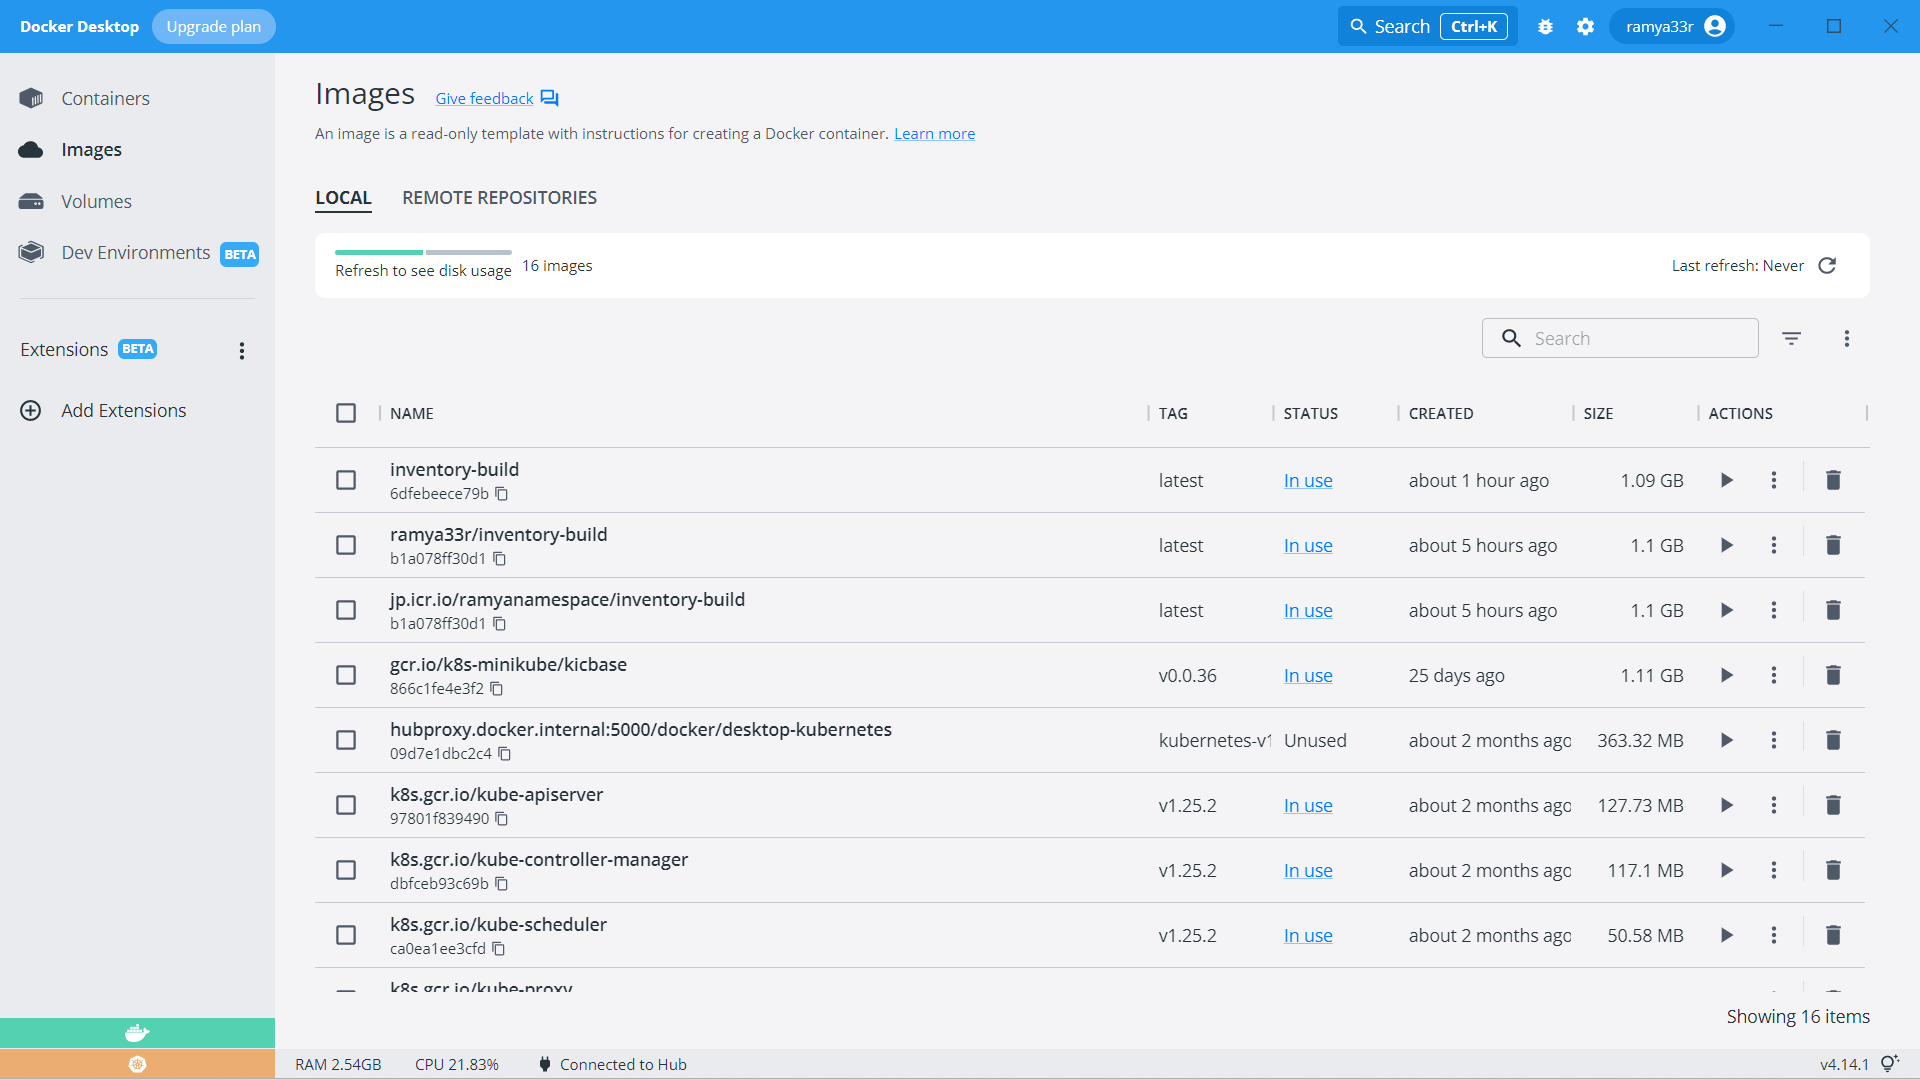 Docker Desktop Upgrade plan Search Ctrl+K ramya33r
Containers
Images
Volumes
Dev Environments BETA
Extensions BETA
Add Extensions
Images Give feedback
An image is a read-only template with instructions for creating a Docker container. Learn more
LOCAL REMOTE REPOSITORIES
Refresh to see disk usage 16 images Last refresh: Never
Search
NAME TAG STATUS CREATED SIZE ACTIONS
inventory-build
6dfebeece79b
latest In use about 1 hour ago 1.09 GB
ramya33r/inventory-build
b1a078ff30d1
latest In use about 5 hours ago 1.1 GB
jp.icr.io/ramyanamespace/inventory-build
b1a078ff30d1
latest In use about 5 hours ago 1.1 GB
gcr.io/k8s-minikube/kicbase
866c1fe4e3f2
v0.0.36 In use 25 days ago 1.11 GB
hubproxy.docker.internal:5000/docker/desktop-kubernetes
09d7e1dbc2c4
kubernetes-v1 Unused about 2 months ago 363.32 MB
k8s.gcr.io/kube-apiserver
97801f839490
v1.25.2 In use about 2 months ago 127.73 MB
k8s.gcr.io/kube-controller-manager
dbfceb93c69b
v1.25.2 In use about 2 months ago 117.1 MB
k8s.gcr.io/kube-scheduler
ca0ea1ee3cfd
v1.25.2 In use about 2 months ago 50.58 MB
k8s.gcr.io/kube-proxy
Showing 16 items
RAM 2.54GB CPU 21.83% Connected to Hub v4.14.1